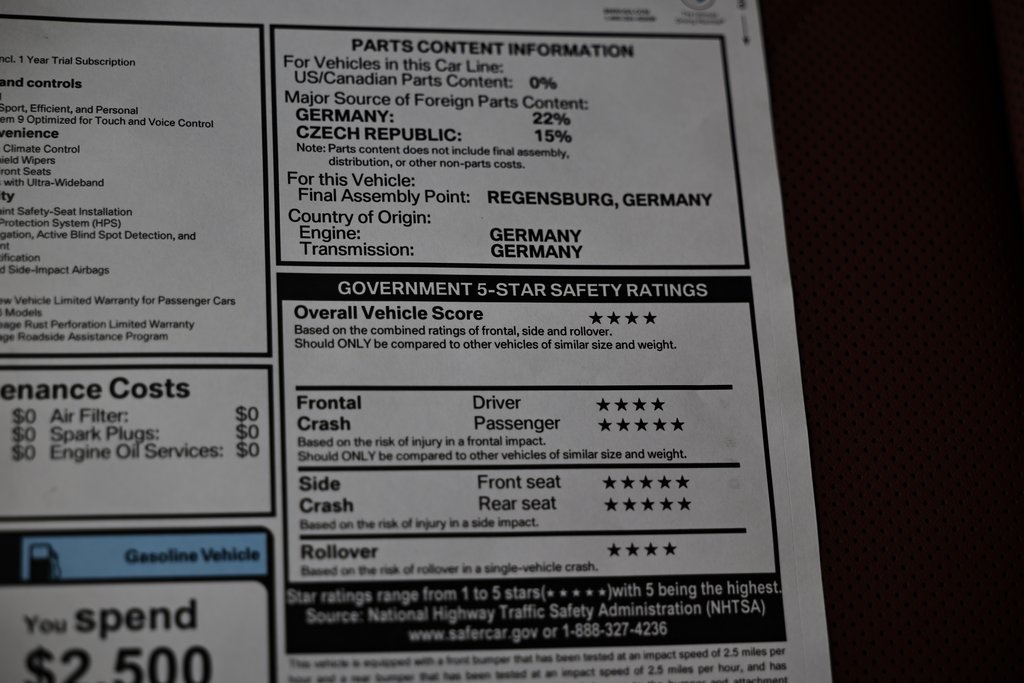 ncl. 1 Year Trial Subscription
and controls
Sport, Efficient, and Personal
em 9 Optimized for Touch and Voice Control
venience
Climate Control
ield Wipers
ront Seats
with Ultra-Wideband
ty
int Safety-Seat Installation
Protection System (HPS)
gation, Active Blind Spot Detection, and
nt
ification
d Side-Impact Airbags
ew Vehicle Limited Warranty for Passenger Cars
Models
eage Rust Perforation Limited Warranty
ge Roadside Assistance Program
enance Costs
$0 Air Filter: $0
$0 Spark Plugs: $0
$0 Engine Oil Services: $0
Gasoline Vehicle
You spend
$2,500
PARTS CONTENT INFORMATION
For Vehicles in this Car Line:
US/Canadian Parts Content: 0%
Major Source of Foreign Parts Content:
GERMANY: 22%
CZECH REPUBLIC: 15%
Note: Parts content does not include final assembly,
distribution, or other non-parts costs.
For this Vehicle:
Final Assembly Point: REGENSBURG, GERMANY
Country of Origin:
Engine: GERMANY
Transmission: GERMANY
GOVERNMENT 5-STAR SAFETY RATINGS
Overall Vehicle Score ★★★★
Based on the combined ratings of frontal, side and rollover.
Should ONLY be compared to other vehicles of similar size and weight.
Frontal Driver ★★★★
Crash Passenger ★★★★★
Based on the risk of injury in a frontal impact.
Should ONLY be compared to other vehicles of similar size and weight.
Side Front seat ★★★★★
Crash Rear seat ★★★★★
Based on the risk of injury in a side impact.
Rollover ★★★★
Based on the risk of rollover in a single-vehicle crash.
Star ratings range from 1 to 5 stars(★★★★★)with 5 being the highest.
Source: National Highway Traffic Safety Administration (NHTSA)
www.safercar.gov or 1-888-327-4236
This vehicle is equipped with a front bumper that has been tested at an impact speed of 2.5 miles per
hour and a rear bumper that has been tested at an impact speed of 2.5 miles per hour, and has